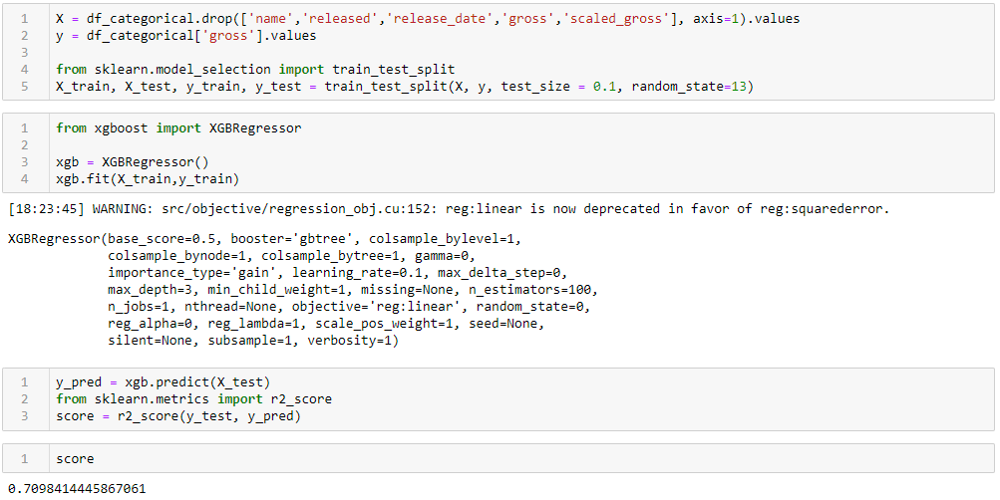 1 X = df_categorical.drop(['name','released','release_date','gross','scaled_gross'], axis=1).values
2 y = df_categorical['gross'].values
3
4 from sklearn.model_selection import train_test_split
5 X_train, X_test, y_train, y_test = train_test_split(X, y, test_size = 0.1, random_state=13)
1 from xgboost import XGBRegressor
2
3 xgb = XGBRegressor()
4 xgb.fit(X_train,y_train)
[18:23:45] WARNING: src/objective/regression_obj.cu:152: reg:linear is now deprecated in favor of reg:squarederror.
XGBRegressor(base_score=0.5, booster='gbtree', colsample_bylevel=1,
colsample_bynode=1, colsample_bytree=1, gamma=0,
importance_type='gain', learning_rate=0.1, max_delta_step=0,
max_depth=3, min_child_weight=1, missing=None, n_estimators=100,
n_jobs=1, nthread=None, objective='reg:linear', random_state=0,
reg_alpha=0, reg_lambda=1, scale_pos_weight=1, seed=None,
silent=None, subsample=1, verbosity=1)
1 y_pred = xgb.predict(X_test)
2 from sklearn.metrics import r2_score
3 score = r2_score(y_test, y_pred)
1 score
0.7098414445867061